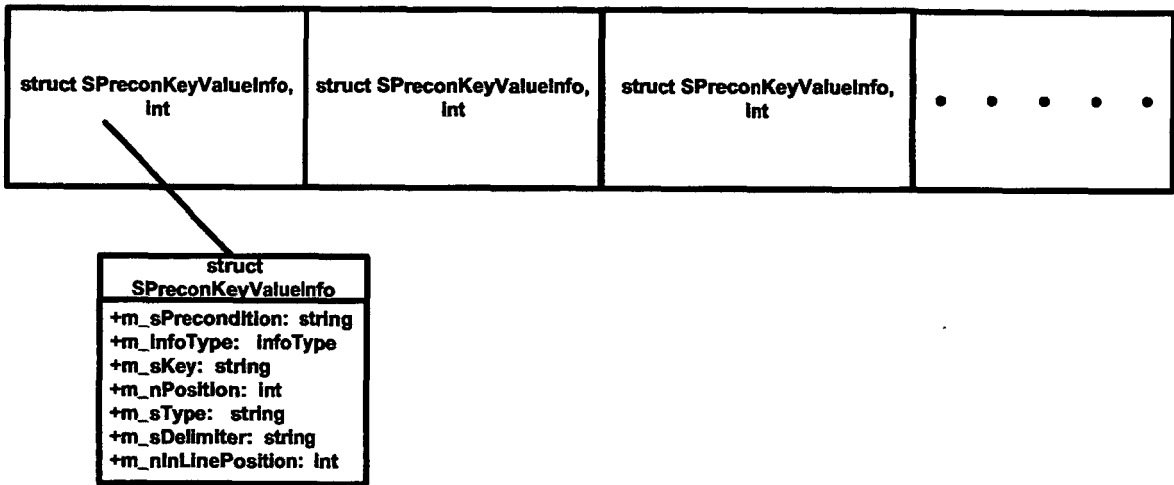 struct SPreconKeyValueInfo,
int
struct SPreconKeyValueInfo,
int
struct SPreconKeyValueInfo,
int
struct
SPreconKeyValueInfo
+m_sPrecondition: string
+m_InfoType: infoType
+m_sKey: string
+m_nPosition: int
+m_sType: string
+m_sDelimiter: string
+m_nInLinePosition: int